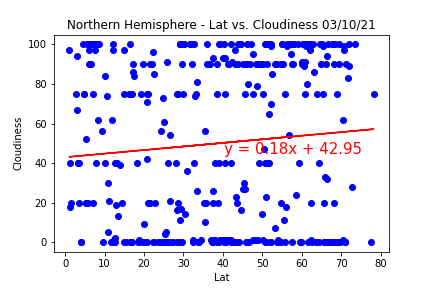 Northern Hemisphere - Lat vs. Cloudiness 03/10/21
100
80
60
40
20
0
Cloudiness
y = 0.18x + 42.95
0 10 20 30 40 50 60 70 80
Lat